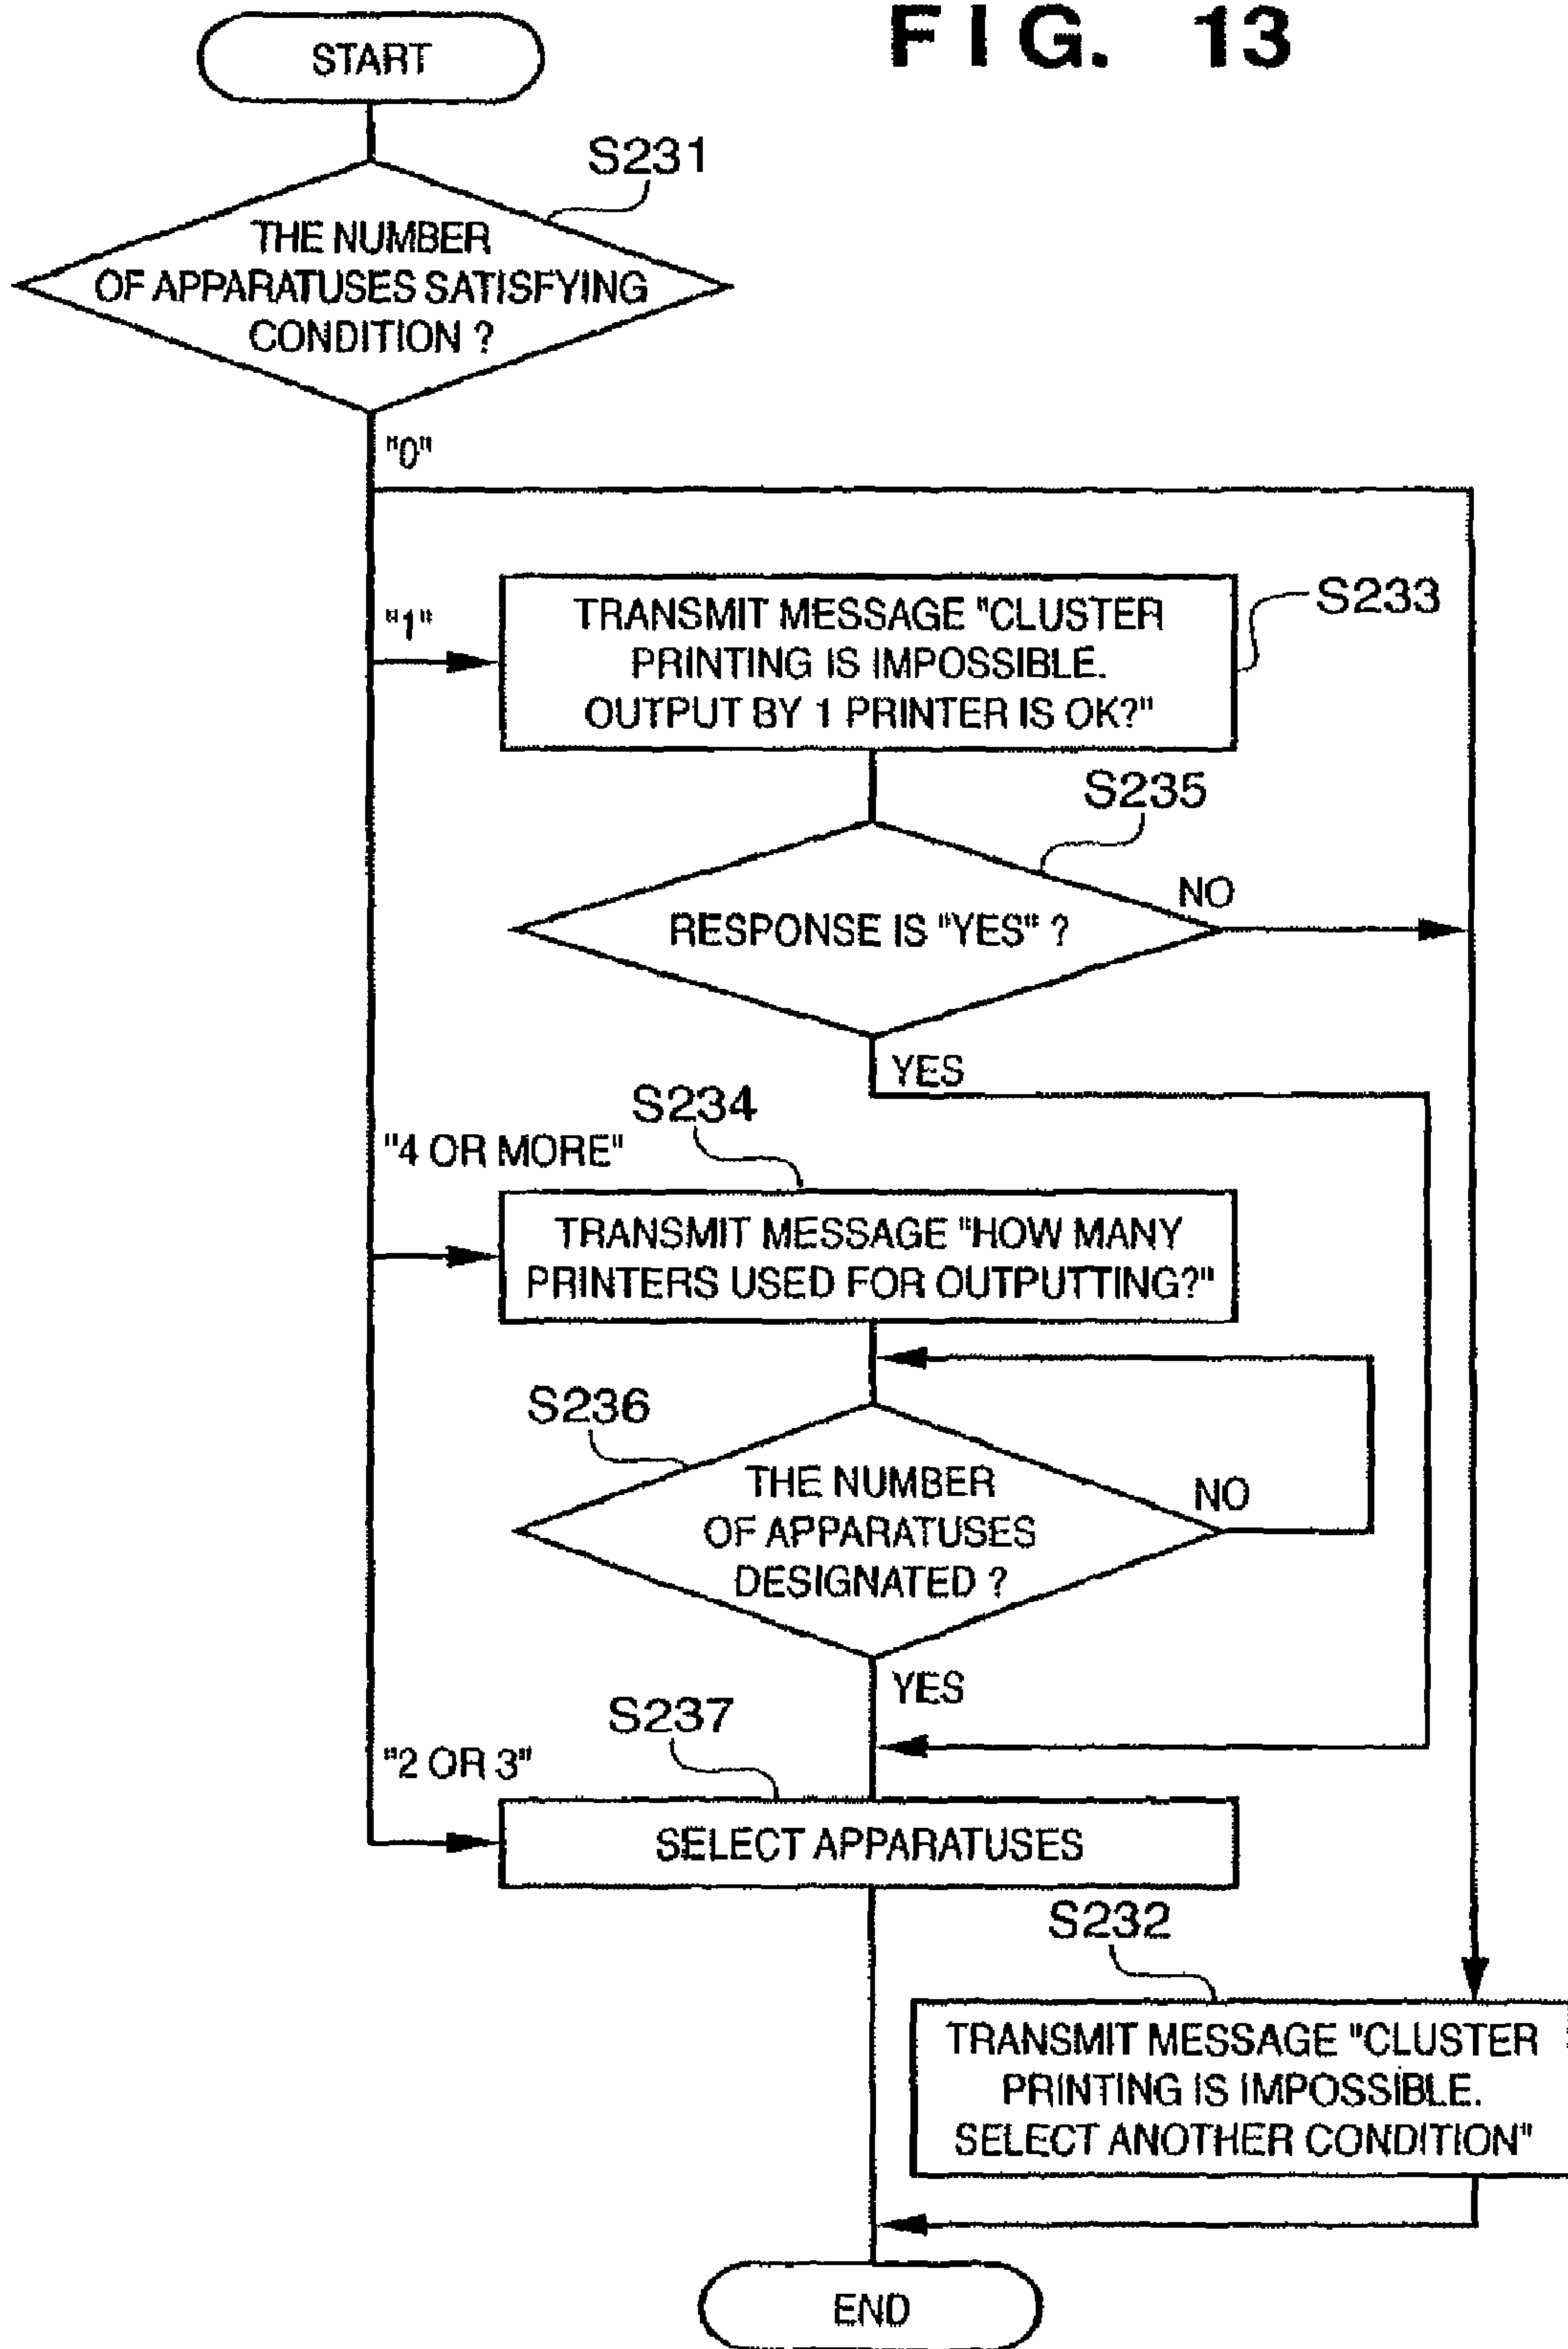 FIG. 13
START
S231
THE NUMBER
OF APPARATUSES SATISFYING
CONDITION ?
"0"
"1"
TRANSMIT MESSAGE "CLUSTER
PRINTING IS IMPOSSIBLE.
OUTPUT BY 1 PRINTER IS OK?"
S233
S235
RESPONSE IS "YES" ?
NO
YES
S234
"4 OR MORE"
TRANSMIT MESSAGE "HOW MANY
PRINTERS USED FOR OUTPUTTING?"
S236
THE NUMBER
OF APPARATUSES
DESIGNATED ?
NO
YES
S237
"2 OR 3"
SELECT APPARATUSES
S232
TRANSMIT MESSAGE "CLUSTER
PRINTING IS IMPOSSIBLE.
SELECT ANOTHER CONDITION"
END